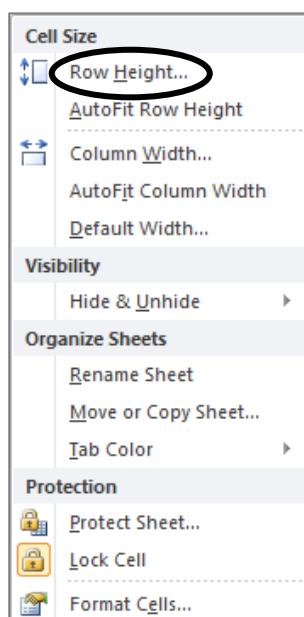 Cell Size
Row Height...
AutoFit Row Height
Column Width...
AutoFit Column Width
Default Width...
Visibility
Hide & Unhide
Organize Sheets
Rename Sheet
Move or Copy Sheet...
Tab Color
Protection
Protect Sheet...
Lock Cell
Format Cells...